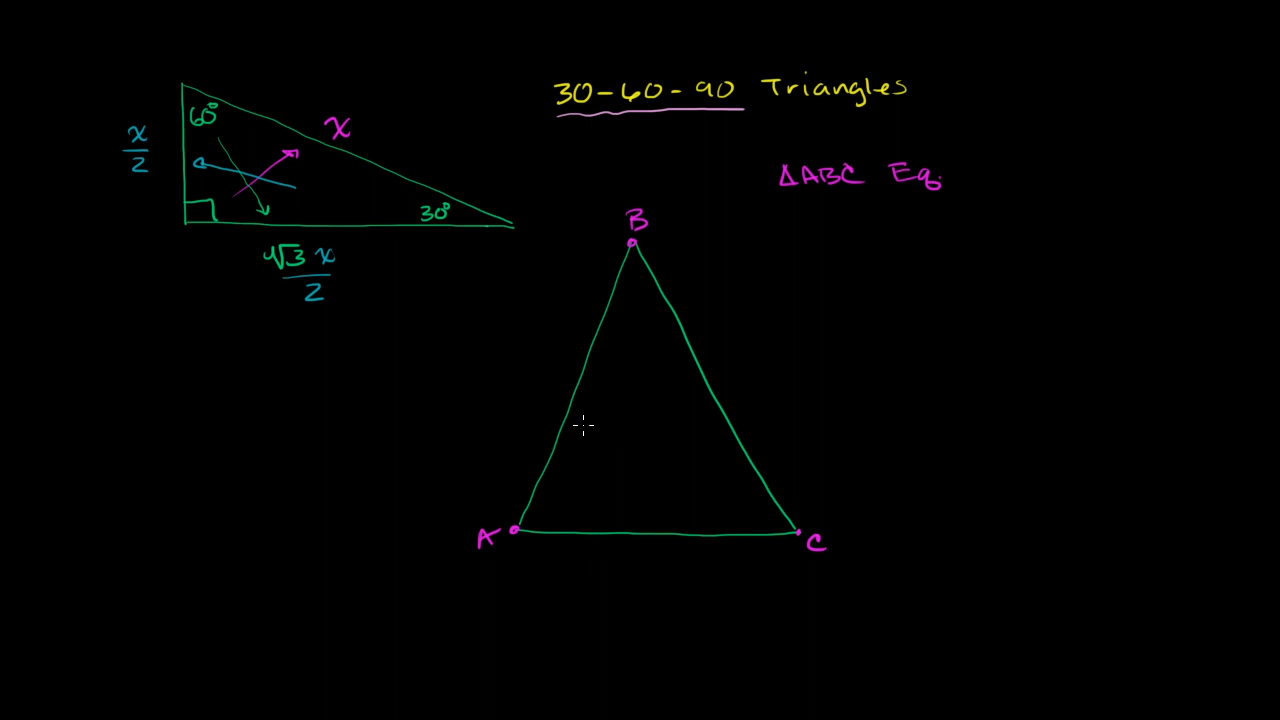 30-60-90 Triangles
60°
x
x/2
30°
√3 x/2
ΔABC Eq.
B
A
C